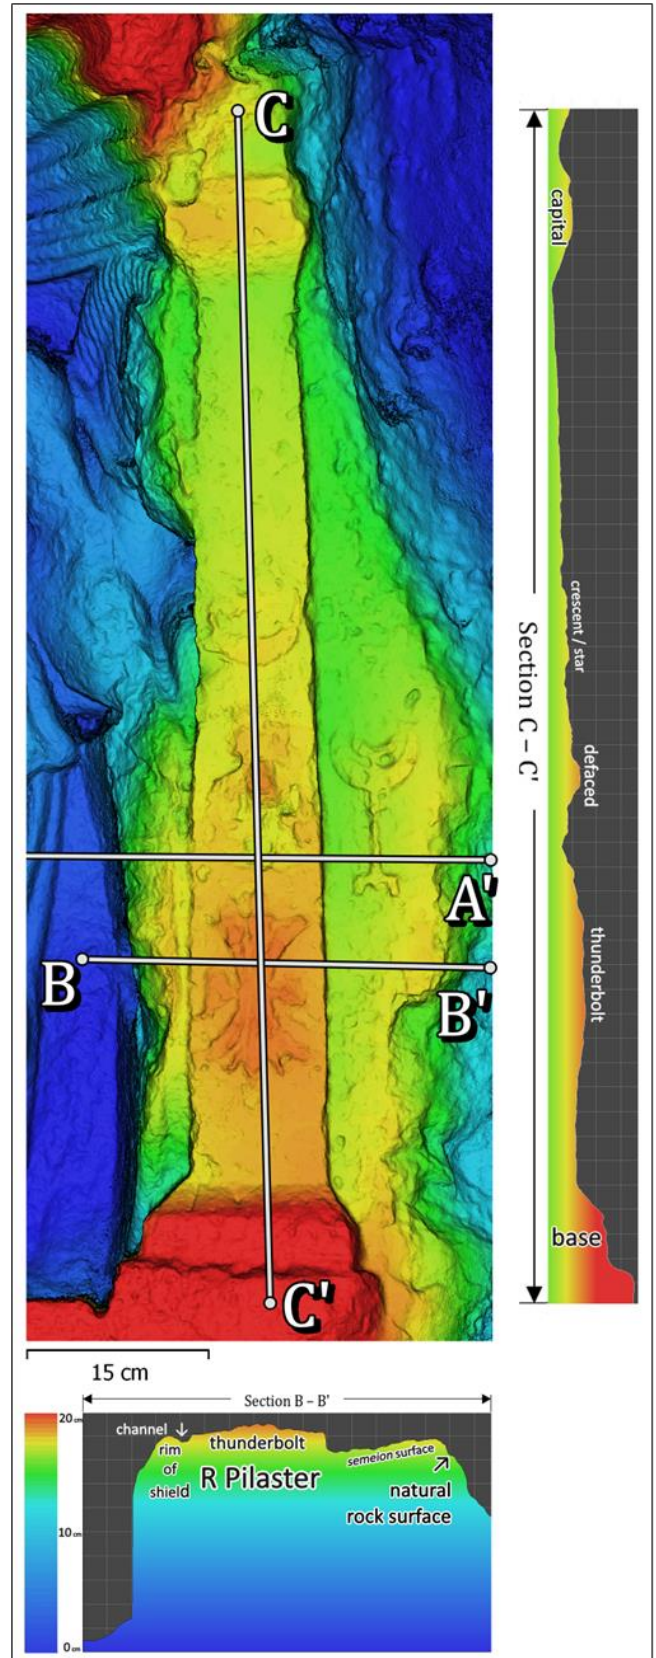 C
capital
crescent / star
Section C – C'
defaced
A'
thunderbolt
B
B'
base
C'
15 cm
Section B – B'
20 cm
channel ↓
thunderbolt
rim
of
shield
R Pilaster
semeion surface
natural
rock surface
10 cm
0 cm